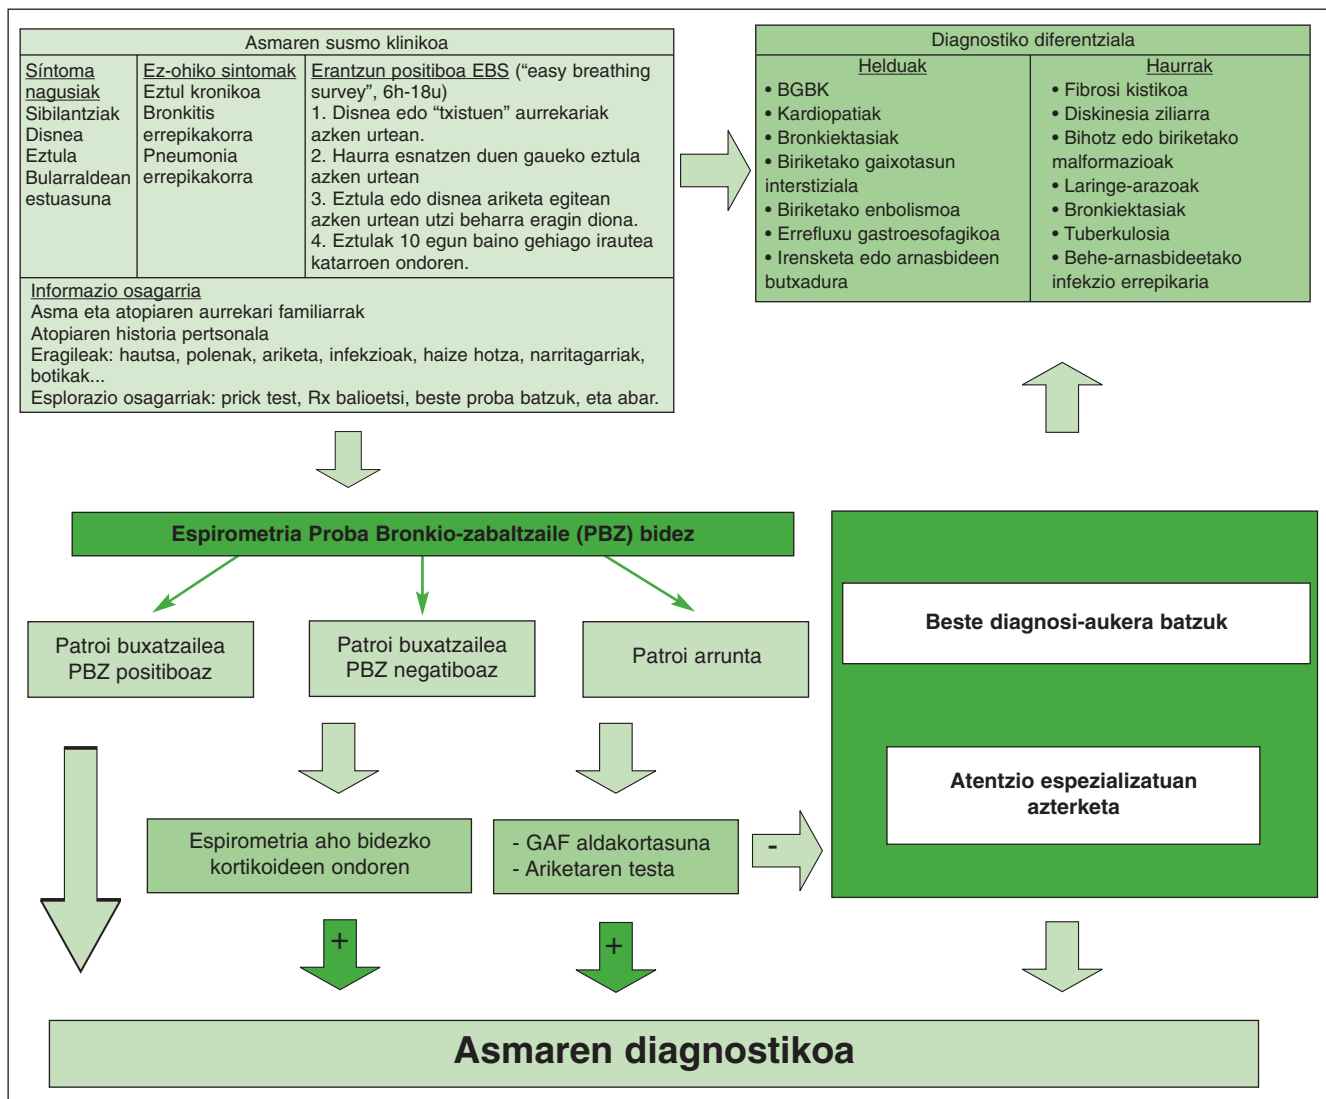 Asmaren susmo klinikoa
Síntoma
nagusiak
Sibilantziak
Disnea
Eztula
Bularraldean
estuasuna
Ez-ohiko sintomak
Eztul kronikoa
Bronkitis
errepikakorra
Pneumonia
errepikakorra
Erantzun positiboa EBS (“easy breathing
survey”, 6h-18u)
1. Disnea edo “txistuen” aurrekariak
azken urtean.
2. Haurra esnatzen duen gaueko eztula
azken urtean
3. Eztula edo disnea ariketa egitean
azken urtean utzi beharra eragin diona.
4. Eztulak 10 egun baino gehiago irautea
katarroen ondoren.
Informazio osagarria
Asma eta atopiaren aurrekari familiarrak
Atopiaren historia pertsonala
Eragileak: hautsa, polenak, ariketa, infekzioak, haize hotza, narritagarriak,
botikak...
Esplorazio osagarriak: prick test, Rx balioetsi, beste proba batzuk, eta abar.
Diagnostiko diferentziala
Helduak
• BGBK
• Kardiopatiak
• Bronkiektasiak
• Biriketako gaixotasun
interstiziala
• Biriketako enbolismoa
• Errefluxu gastroesofagikoa
• Irensketa edo arnasbideen
butxadura
Haurrak
• Fibrosi kistikoa
• Diskinesia ziliarra
• Bihotz edo biriketako
malformazioak
• Laringe-arazoak
• Bronkiektasiak
• Tuberkulosia
• Behe-arnasbideetako
infekzio errepikaria
Espirometria Proba Bronkio-zabaltzaile (PBZ) bidez
Patroi buxatzailea
PBZ positiboaz
Patroi buxatzailea
PBZ negatiboaz
Patroi arrunta
Beste diagnosi-aukera batzuk
Atentzio espezializatuan
azterketa
Espirometria aho bidezko
kortikoideen ondoren
- GAF aldakortasuna
- Ariketaren testa
-
+
+
Asmaren diagnostikoa